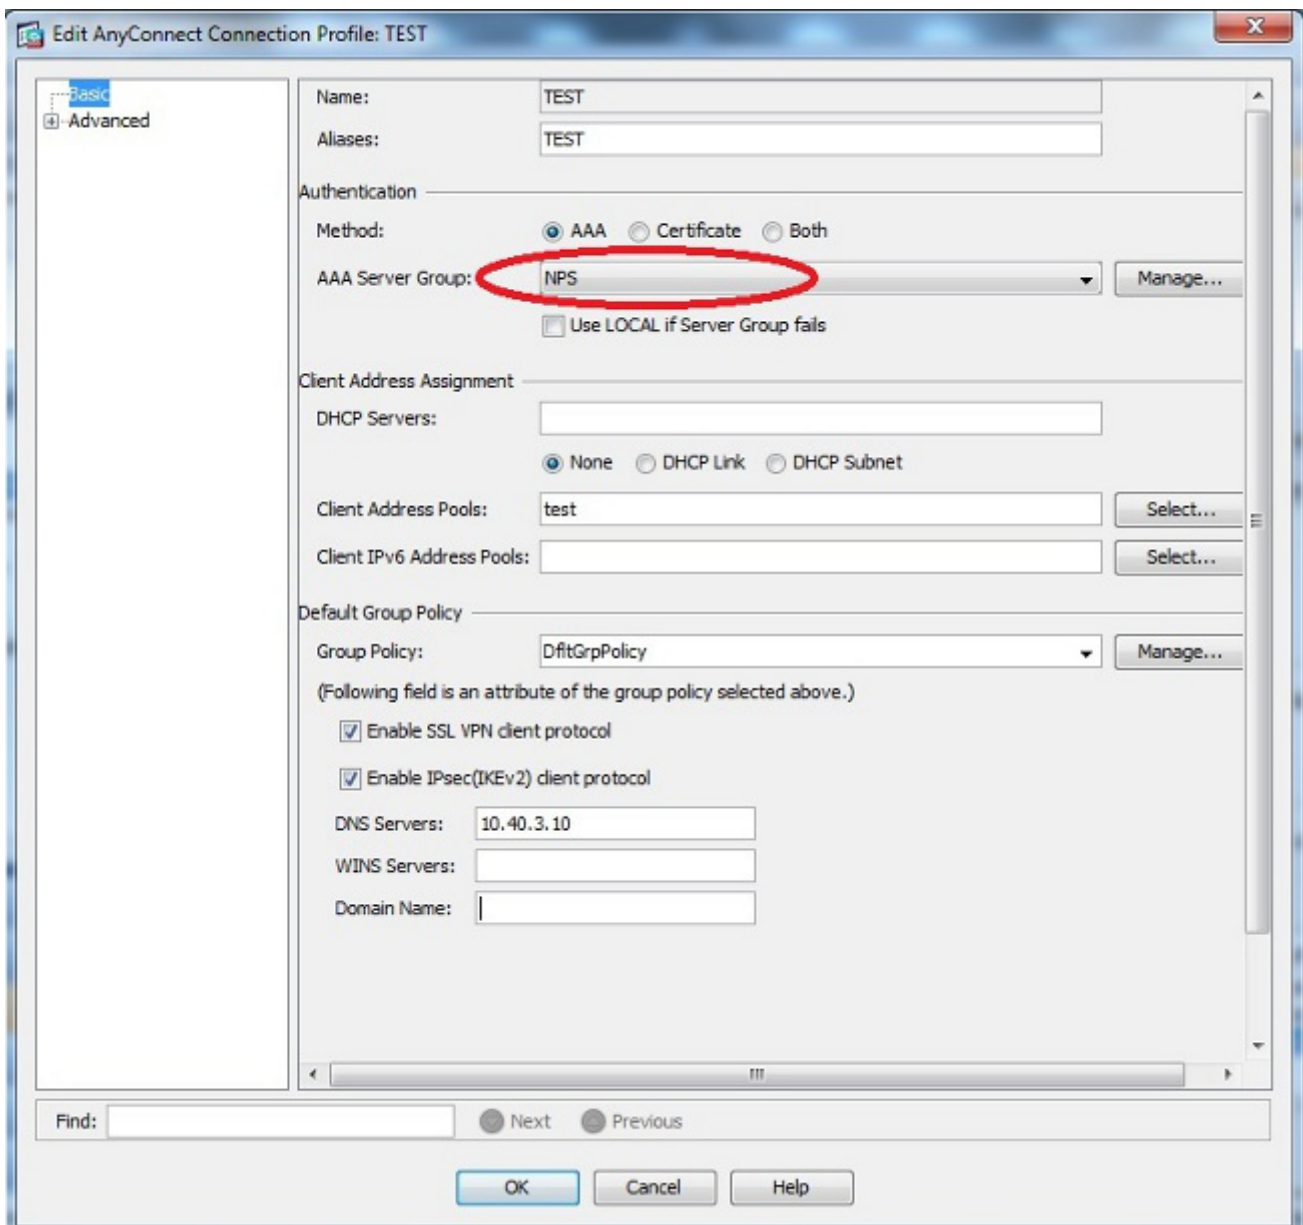 Edit AnyConnect Connection Profile: TEST
Basic
Advanced
Name: TEST
Aliases: TEST
Authentication
Method: AAA Certificate Both
AAA Server Group: NPS Manage...
Use LOCAL if Server Group fails
Client Address Assignment
DHCP Servers:
None DHCP Link DHCP Subnet
Client Address Pools: test Select...
Client IPv6 Address Pools: Select...
Default Group Policy
Group Policy: DfltGrpPolicy Manage...
(Following field is an attribute of the group policy selected above.)
Enable SSL VPN client protocol
Enable IPsec(IKEv2) client protocol
DNS Servers: 10.40.3.10
WINS Servers:
Domain Name:
Find: Next Previous
OK Cancel Help